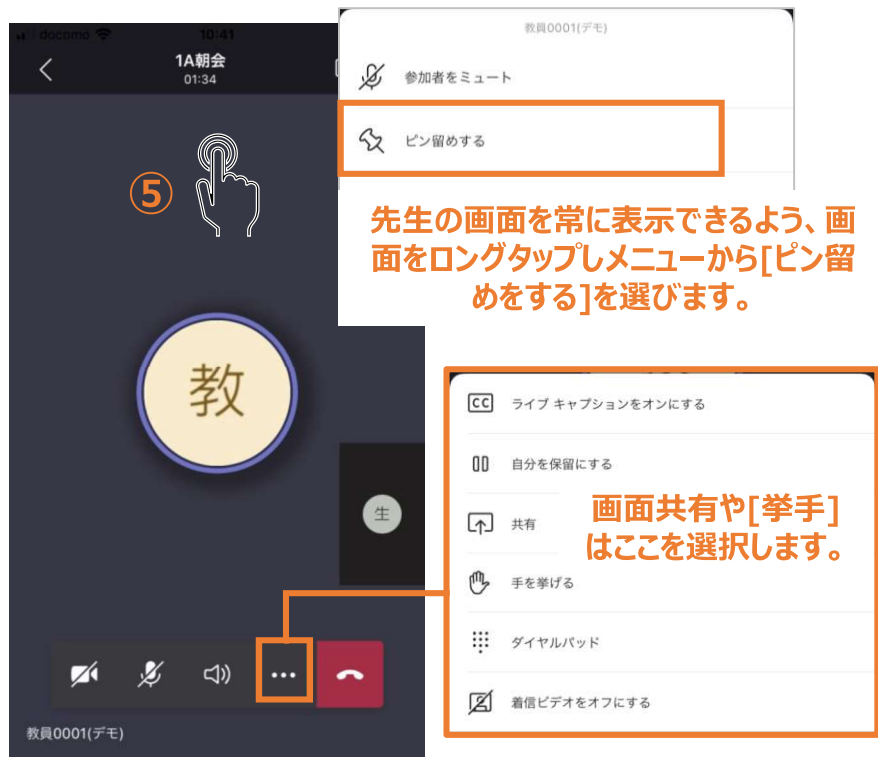 docomo 10:41
1A朝会
01:34
⑤
教
生
教員0001(デモ)
教員0001(デモ)
参加者をミュート
ピン留めする
先生の画面を常に表示できるよう、画
面をロングタップしメニューから[ピン留
めをする]を選びます。
CC ライブ キャプションをオンにする
自分を保留にする
共有
手を挙げる
ダイヤルパッド
着信ビデオをオフにする
画面共有や[挙手]
はここを選択します。